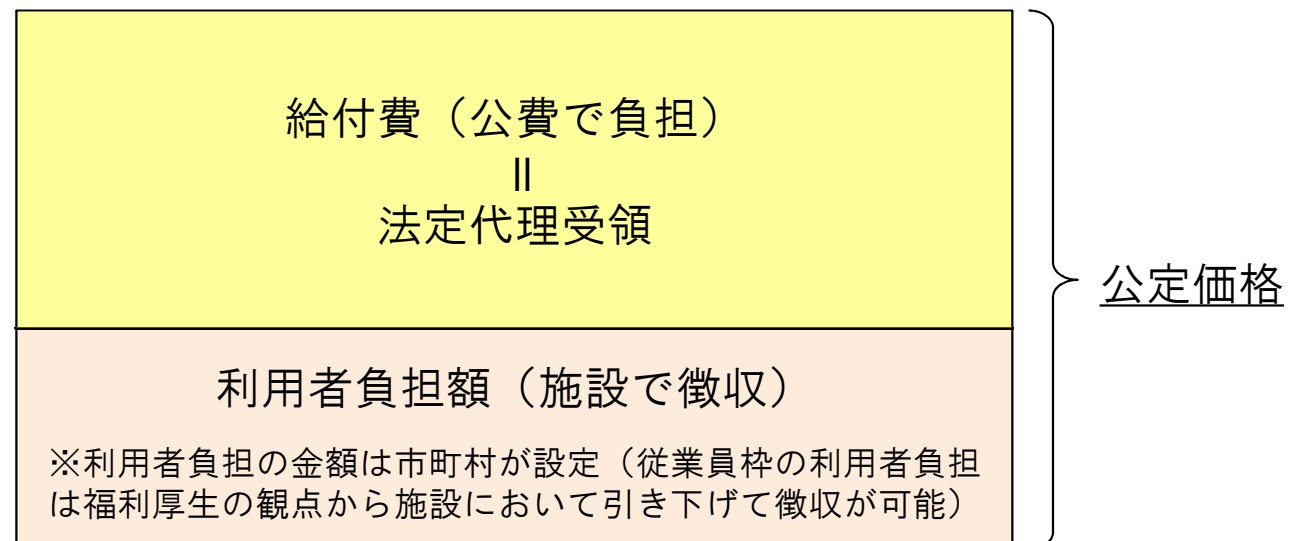 給付費（公費で負担）
＝
法定代理受領
公定価格
利用者負担額（施設で徴収）
※利用者負担の金額は市町村が設定（従業員枠の利用者負担
は福利厚生の観点から施設において引き下げて徴収が可能）